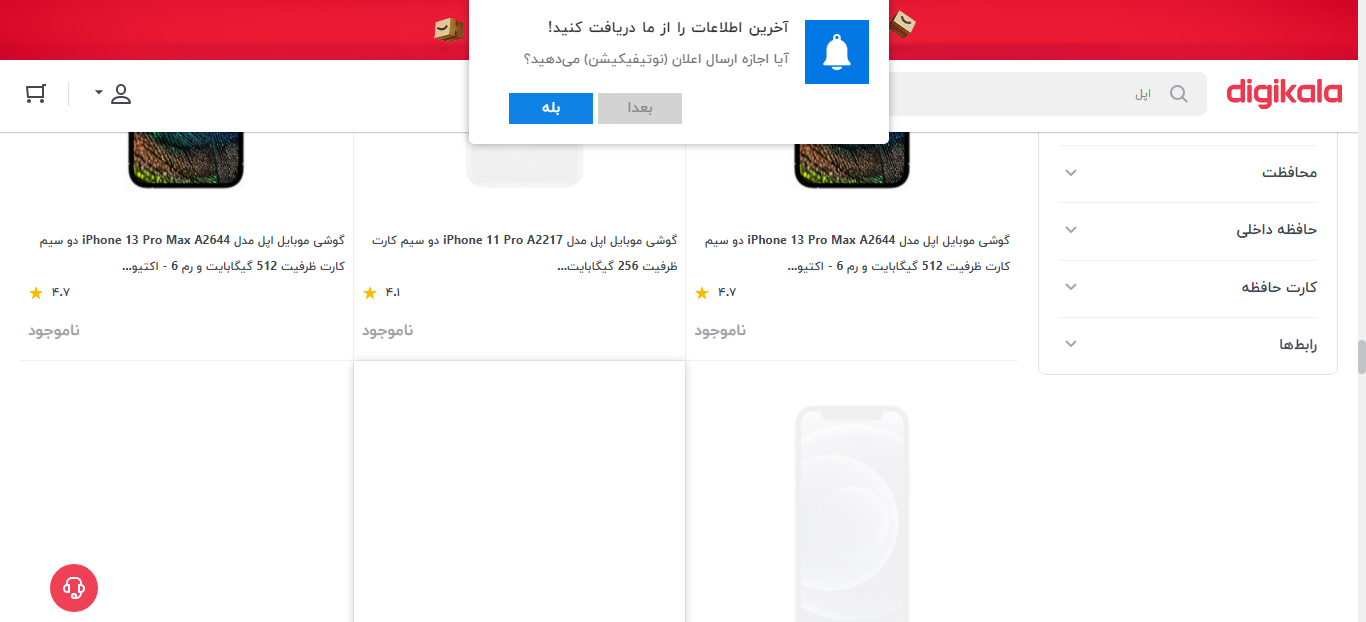 آخرین اطلاعات را از ما دریافت کنید!
آیا اجازه ارسال اعلان (نوتیفیکیشن) می‌دهید؟
بعدا
بله
digikala
اپل
محافظت
حافظه داخلی
کارت حافظه
رابط‌ها
گوشی موبایل اپل مدل iPhone 13 Pro Max A2644 دو سیم
کارت ظرفیت 512 گیگابایت و رم 6 - اکتیو...
۴.۷
ناموجود
گوشی موبایل اپل مدل iPhone 11 Pro A2217 دو سیم کارت
ظرفیت 256 گیگابایت...
۴.۱
ناموجود
گوشی موبایل اپل مدل iPhone 13 Pro Max A2644 دو سیم
کارت ظرفیت 512 گیگابایت و رم 6 - اکتیو...
۴.۷
ناموجود